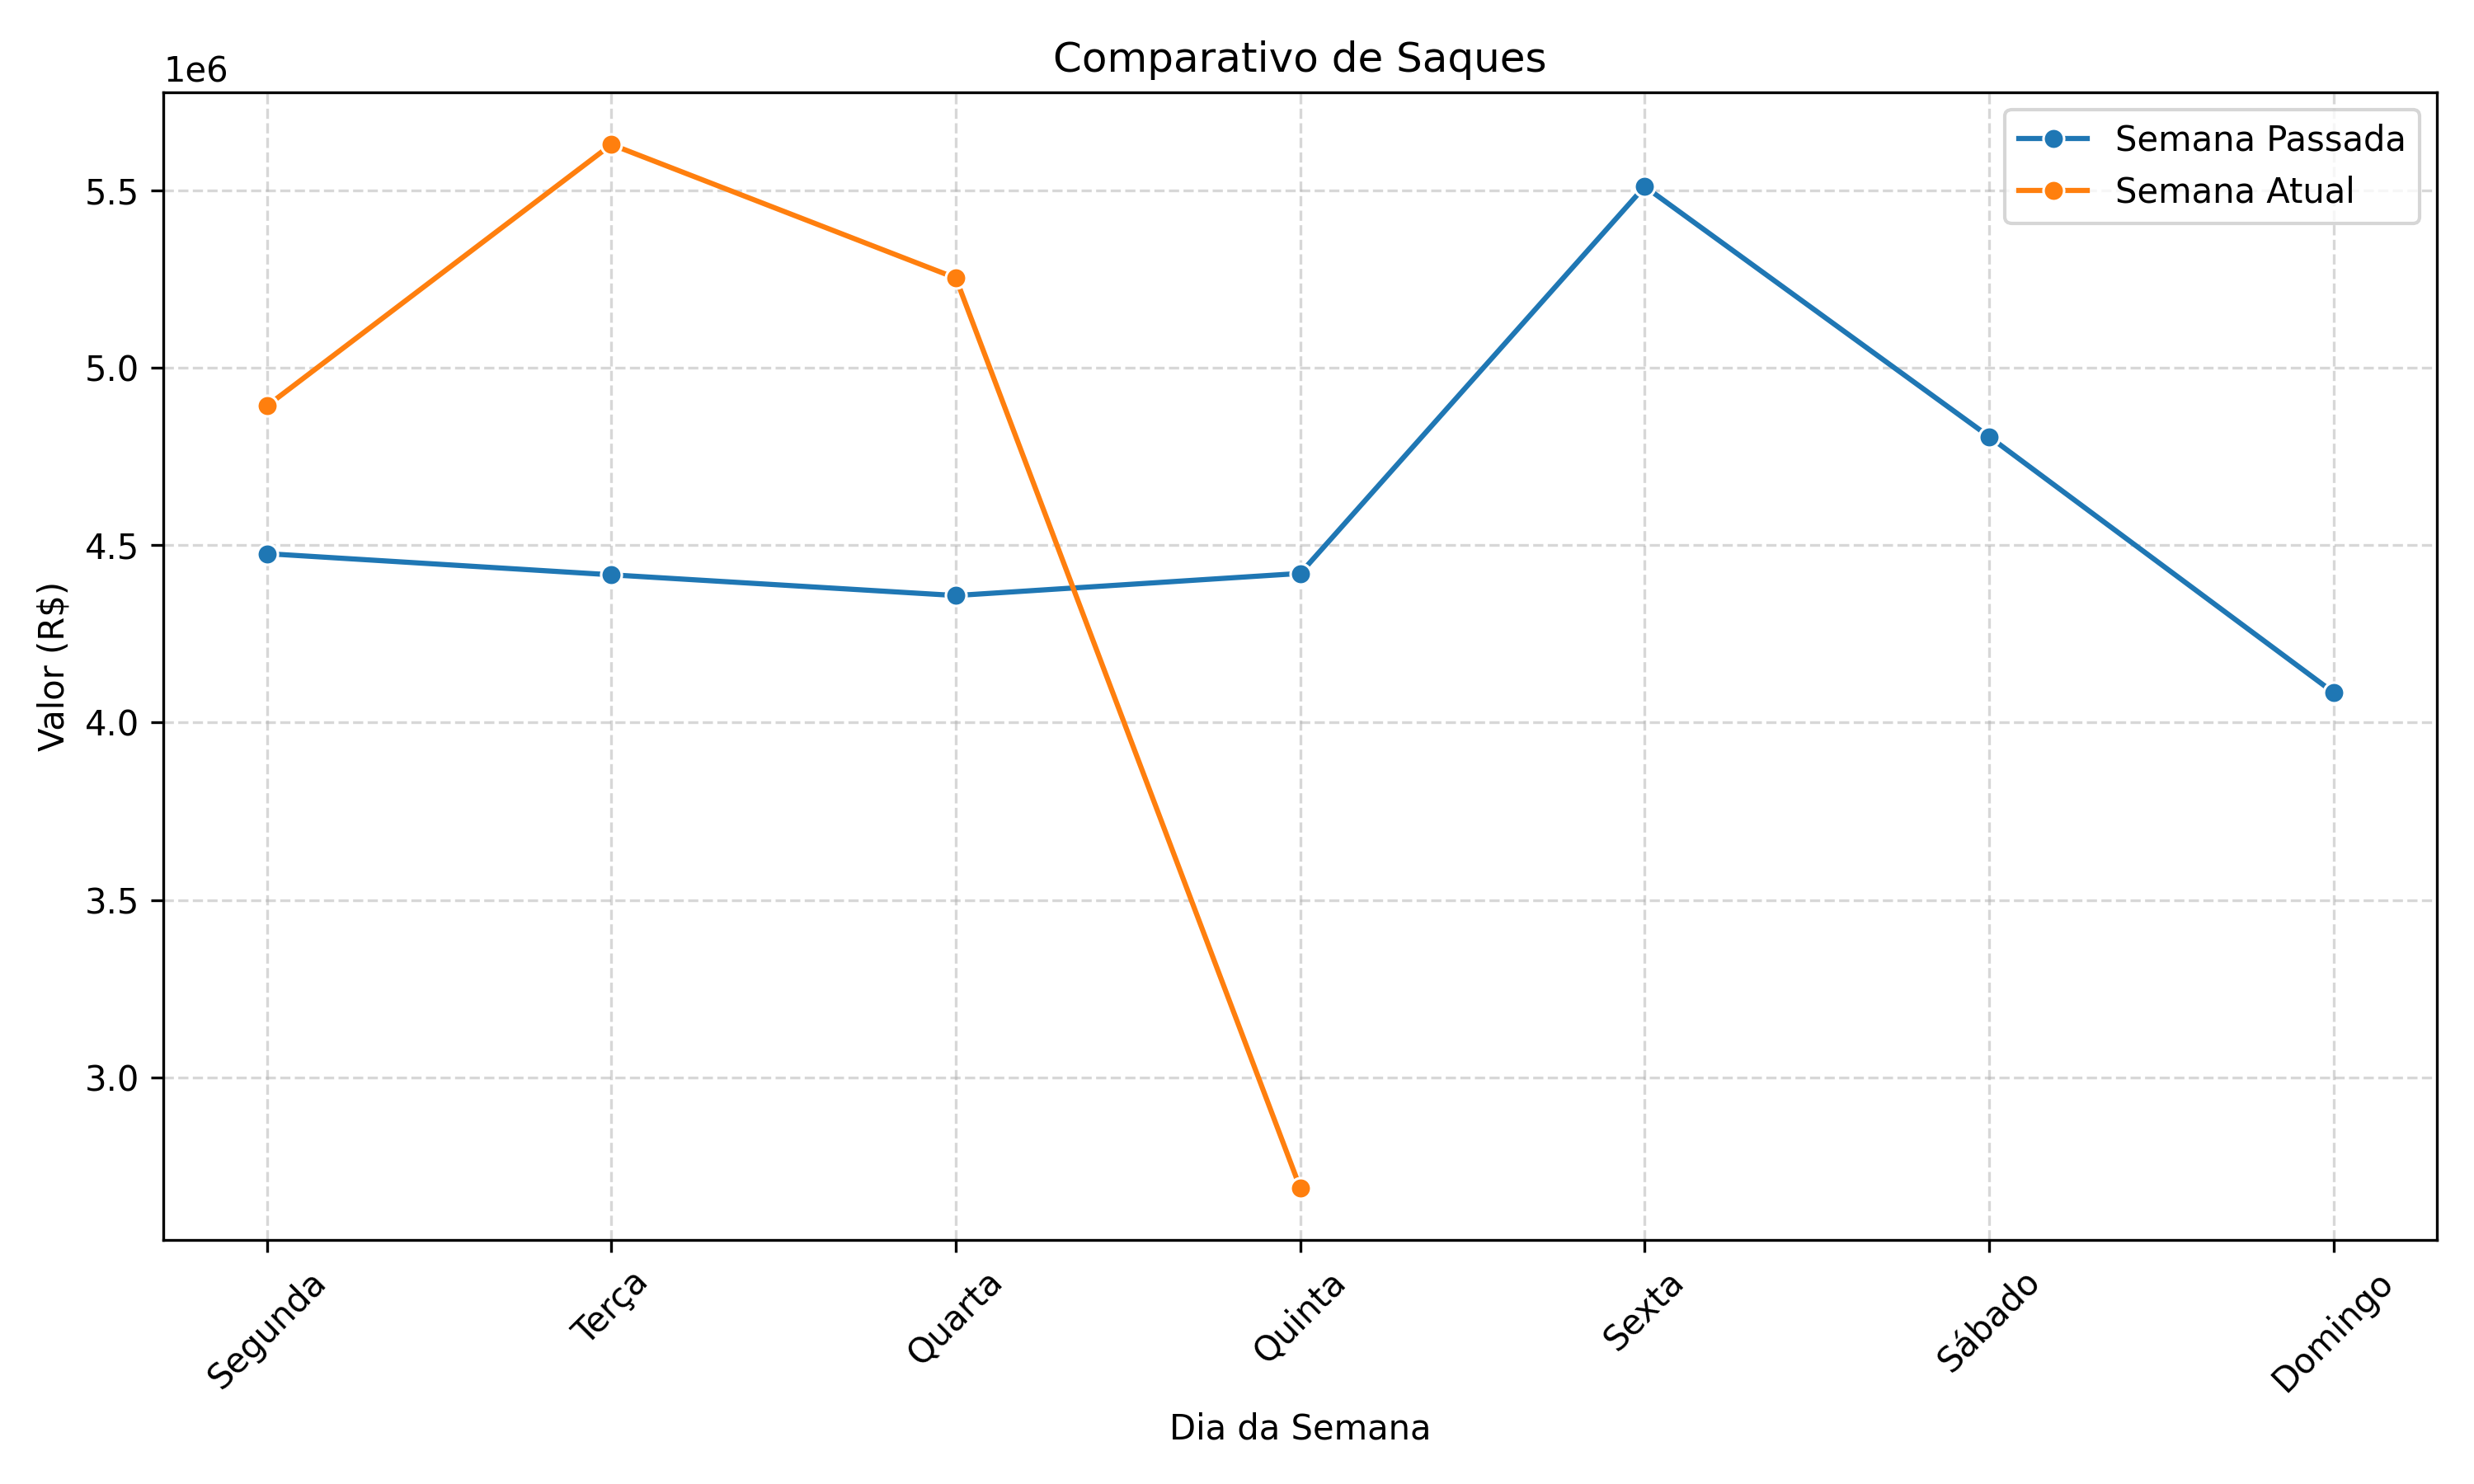 Comparativo de Saques
1e6
Semana Passada
Semana Atual
5.5
5.0
4.5
4.0
3.5
3.0
Valor (R$)
Segunda
Terça
Quarta
Quinta
Sexta
Sábado
Domingo
Dia da Semana